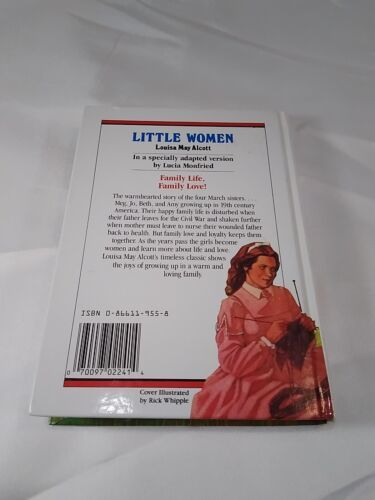 LITTLE WOMEN
Louisa May Alcott
In a specially adapted version
by Lucia Monfried
Family Life,
Family Love!
The warmhearted story of the four March sisters
Meg, Jo, Beth, and Amy growing up in 19th century
America. Their happy family life is disturbed when
their father leaves for the Civil War and shaken further
when mother must leave to nurse their wounded father
back to health. But family love and loyalty keeps them
together. As the years pass the girls become
women and learn more about life and love
Louisa May Alcott's timeless classic shows
the joys of growing up in a warm and
loving family
ISBN 0-86611-955-8
0 70097 02241 4
Cover Illustrated
by Rick Whipple